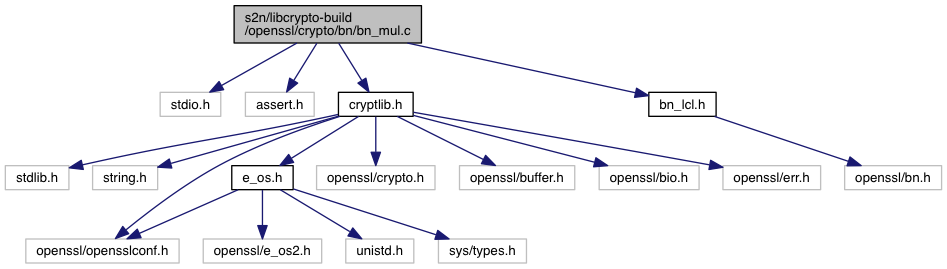 s2n/libcrypto-build
/openssl/crypto/bn/bn_mul.c
stdio.h
assert.h
cryptlib.h
bn_lcl.h
stdlib.h
string.h
e_os.h
openssl/crypto.h
openssl/buffer.h
openssl/bio.h
openssl/err.h
openssl/bn.h
openssl/opensslconf.h
openssl/e_os2.h
unistd.h
sys/types.h